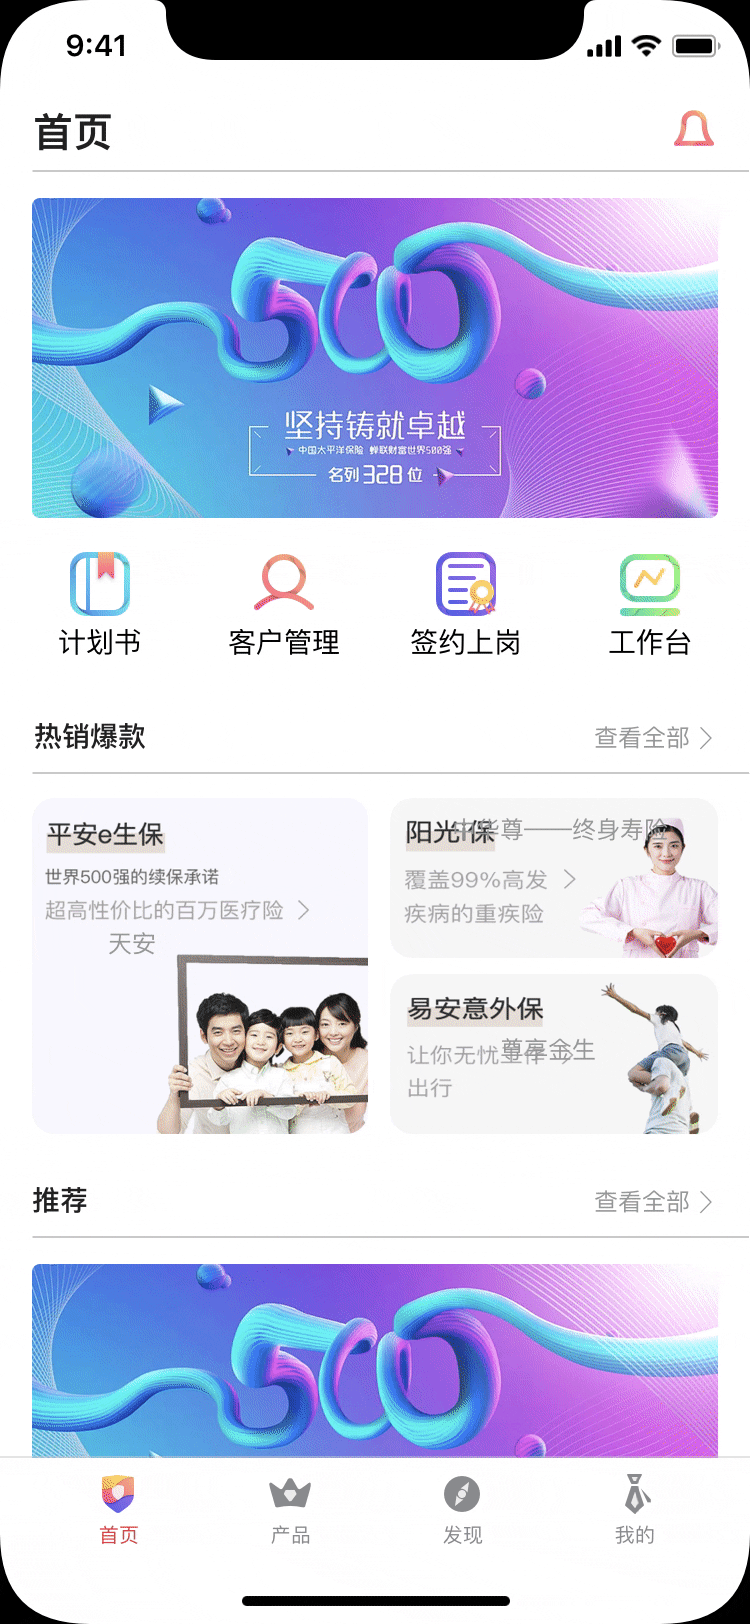 9:41
首页
坚持铸就卓越
中国太平洋保险 蝉联财富世界500强
名列328位
计划书
客户管理
签约上岗
工作台
热销爆款
查看全部
平安e生保
世界500强的续保承诺
超高性价比的百万医疗险
天安
阳光i保
中华尊——终身寿险
覆盖99%高发
疾病的重疾险
易安意外保
让你无忧工作
尊享金生
出行
推荐
查看全部
首页
产品
发现
我的